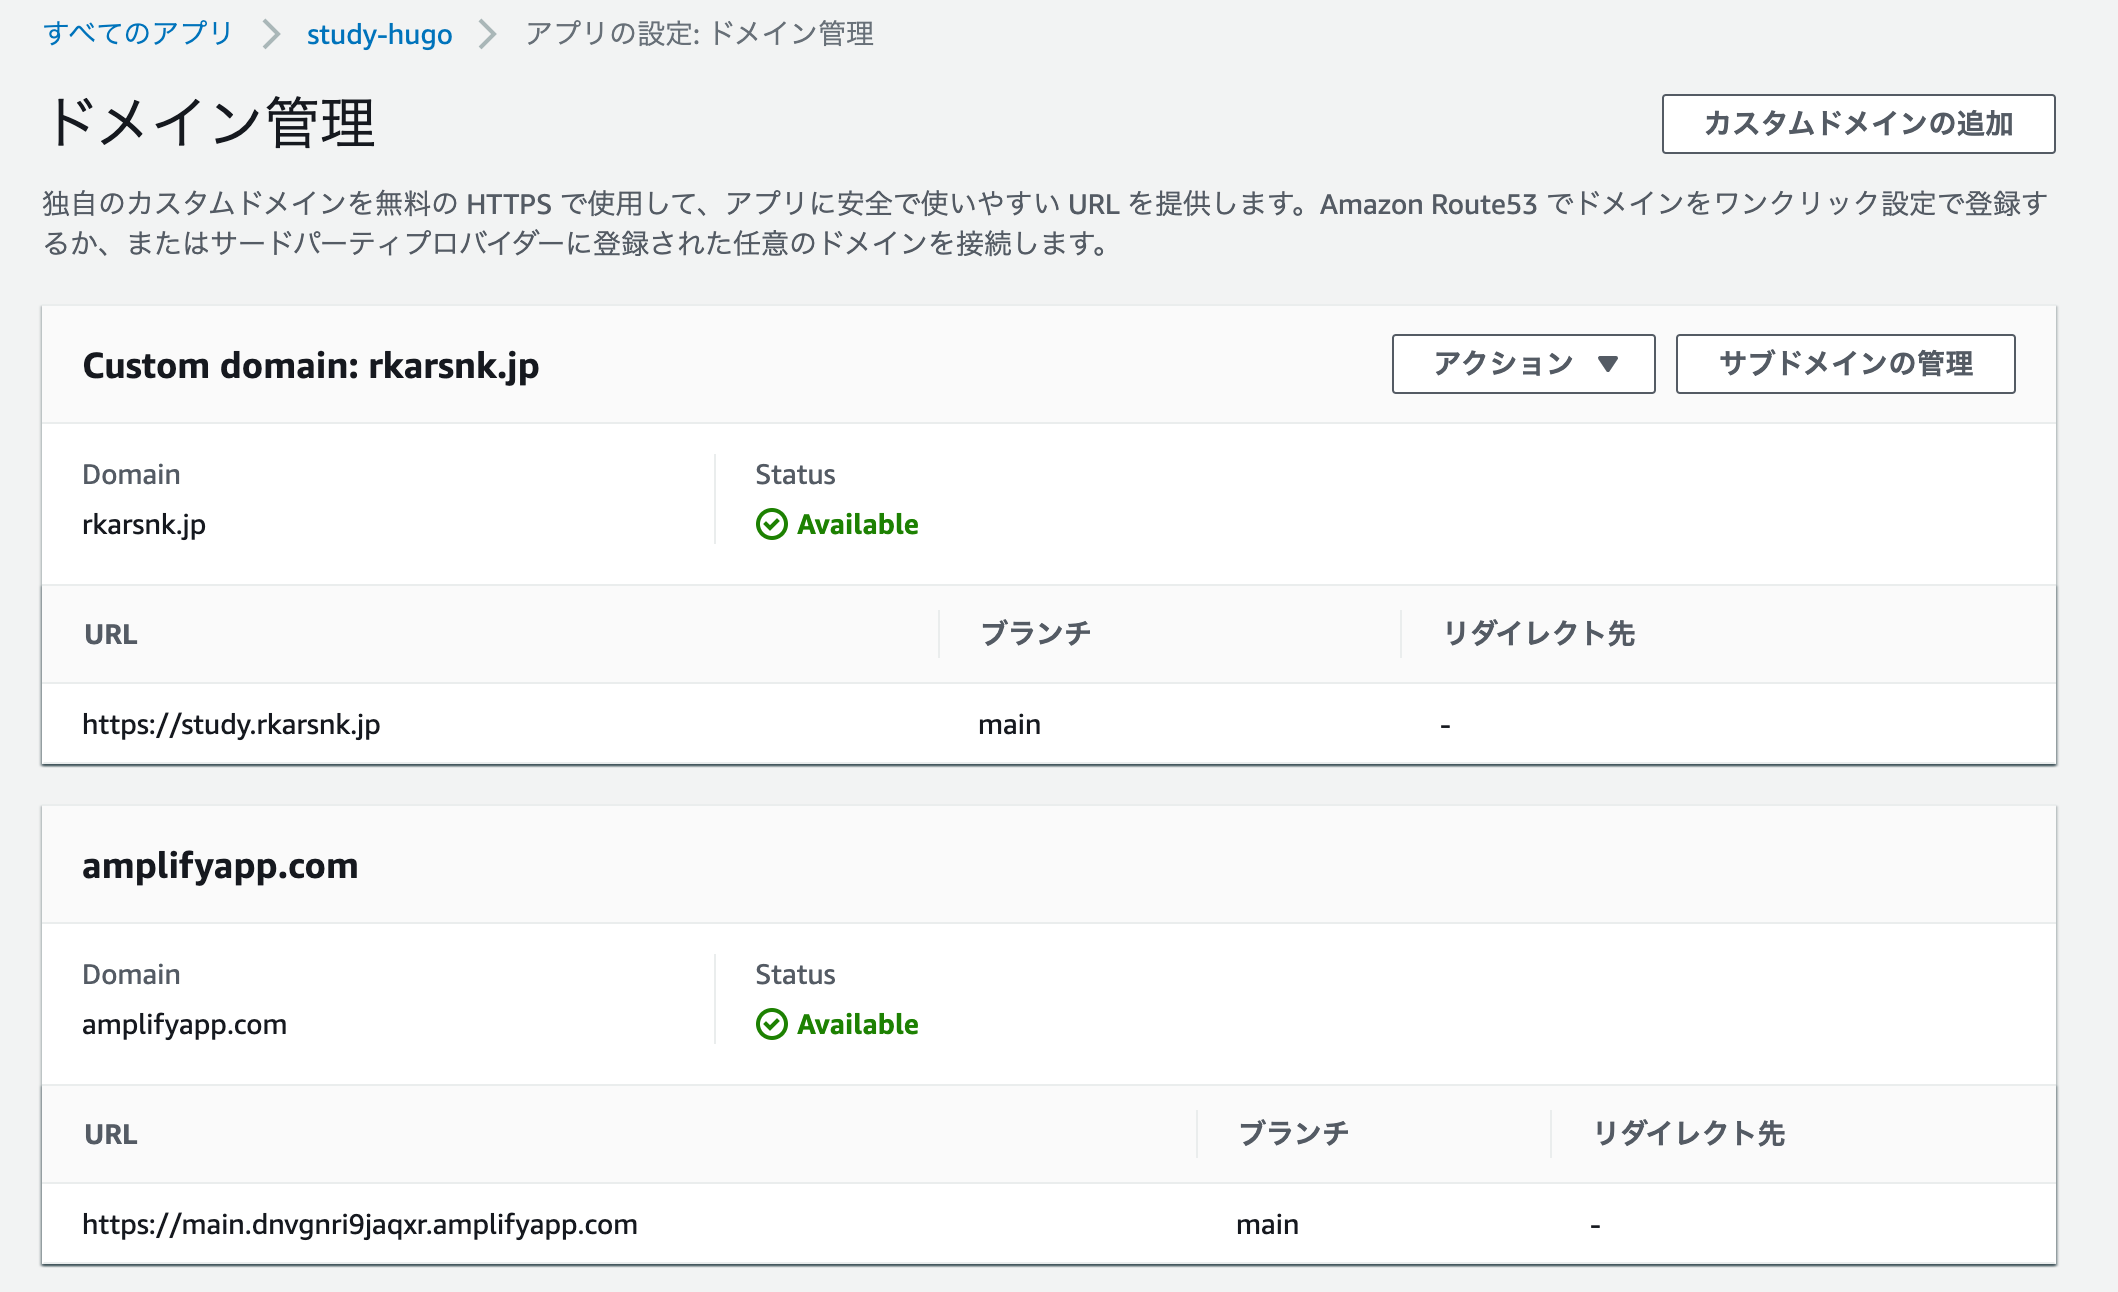 すべてのアプリ > study-hugo > アプリの設定: ドメイン管理
ドメイン管理
カスタムドメインの追加
独自のカスタムドメインを無料の HTTPS で使用して、アプリに安全で使いやすい URL を提供します。Amazon Route53 でドメインをワンクリック設定で登録す
るか、またはサードパーティプロバイダーに登録された任意のドメインを接続します。
Custom domain: rkarsnk.jp
アクション ▼
サブドメインの管理
Domain
rkarsnk.jp
Status
Available
URL ブランチ リダイレクト先
https://study.rkarsnk.jp main -
amplifyapp.com
Domain
amplifyapp.com
Status
Available
URL ブランチ リダイレクト先
https://main.dnvgnri9jaqxr.amplifyapp.com main -